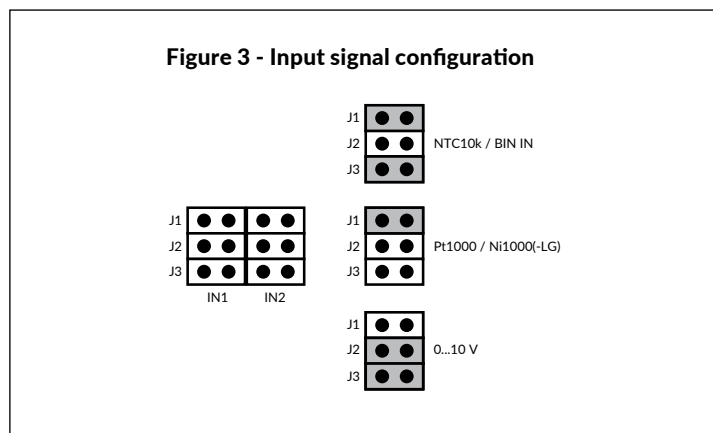 Figure 3 - Input signal configuration
J1
J2 NTC10k / BIN IN
J3
J1
J2
J3
IN1 IN2
J1
J2 Pt1000 / Ni1000(-LG)
J3
J1
J2 0...10 V
J3